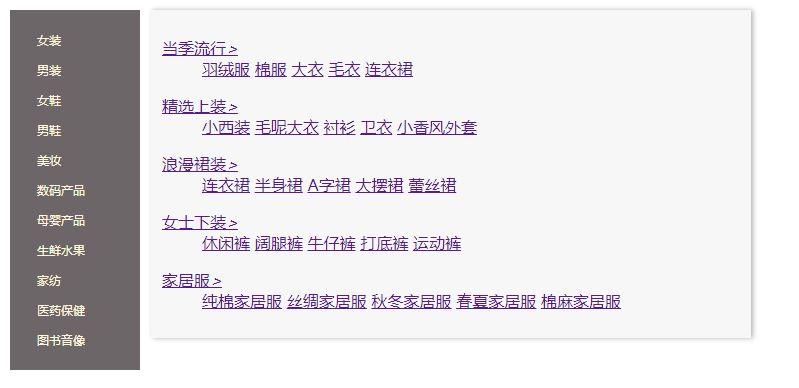 女装
男装
女鞋
男鞋
美妆
数码产品
母婴产品
生鲜水果
家纺
医药保健
图书音像
当季流行>
羽绒服 棉服 大衣 毛衣 连衣裙
精选上装>
小西装 毛呢大衣 衬衫 卫衣 小香风外套
浪漫裙装>
连衣裙 半身裙 A字裙 大摆裙 蕾丝裙
女士下装>
休闲裤 阔腿裤 牛仔裤 打底裤 运动裤
家居服>
纯棉家居服 丝绸家居服 秋冬家居服 春夏家居服 棉麻家居服